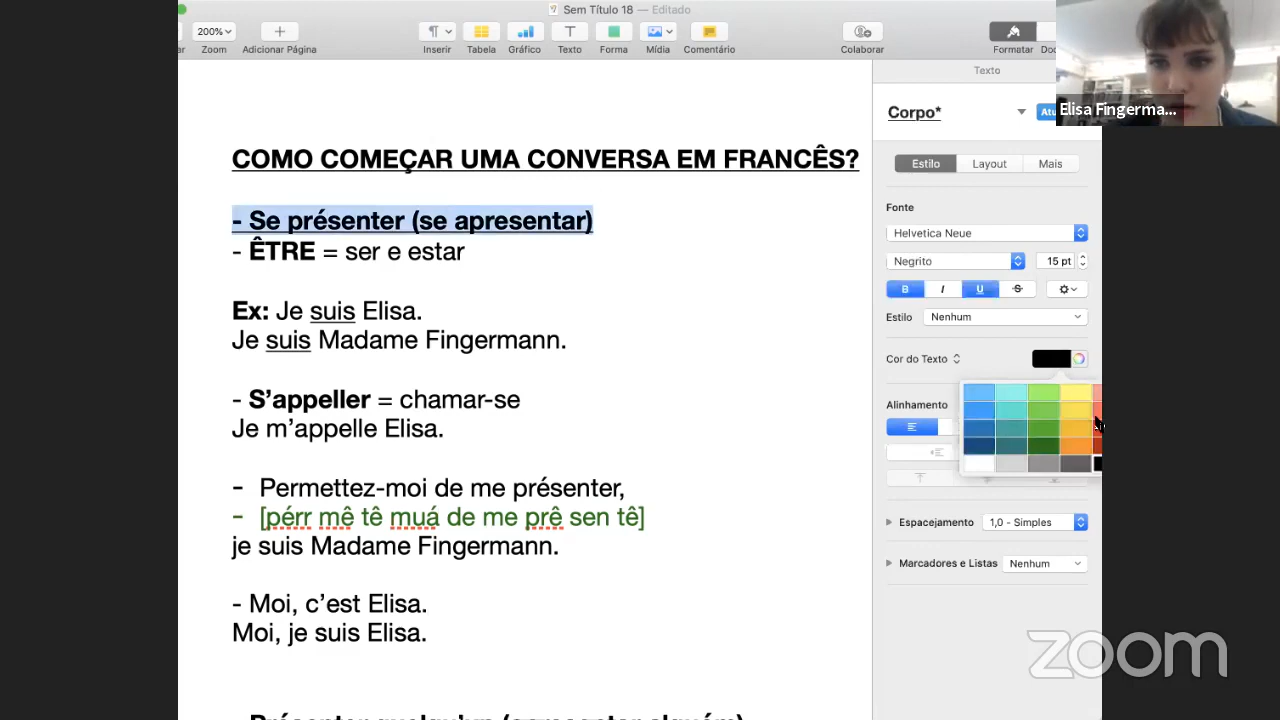 Sem Título 18 — Editado
200%
Zoom
Adicionar Página
Inserir
Tabela
Gráfico
Texto
Forma
Mídia
Comentário
Colaborar
Formatar
Texto
Elisa Fingerma...
Corpo*
Estilo
Layout
Mais
COMO COMEÇAR UMA CONVERSA EM FRANCÊS?
- Se présenter (se apresentar)
- ÊTRE = ser e estar
Ex: Je suis Elisa.
Je suis Madame Fingermann.
- S’appeller = chamar-se
Je m’appelle Elisa.
- Permettez-moi de me présenter,
- [pérr mê tê muá de me prê sen tê]
je suis Madame Fingermann.
- Moi, c’est Elisa.
Moi, je suis Elisa.
Fonte
Helvetica Neue
Negrito
15 pt
B I U S
Estilo
Nenhum
Cor do Texto
Alinhamento
Espacejamento
1,0 - Simples
Marcadores e Listas
Nenhum
zoom